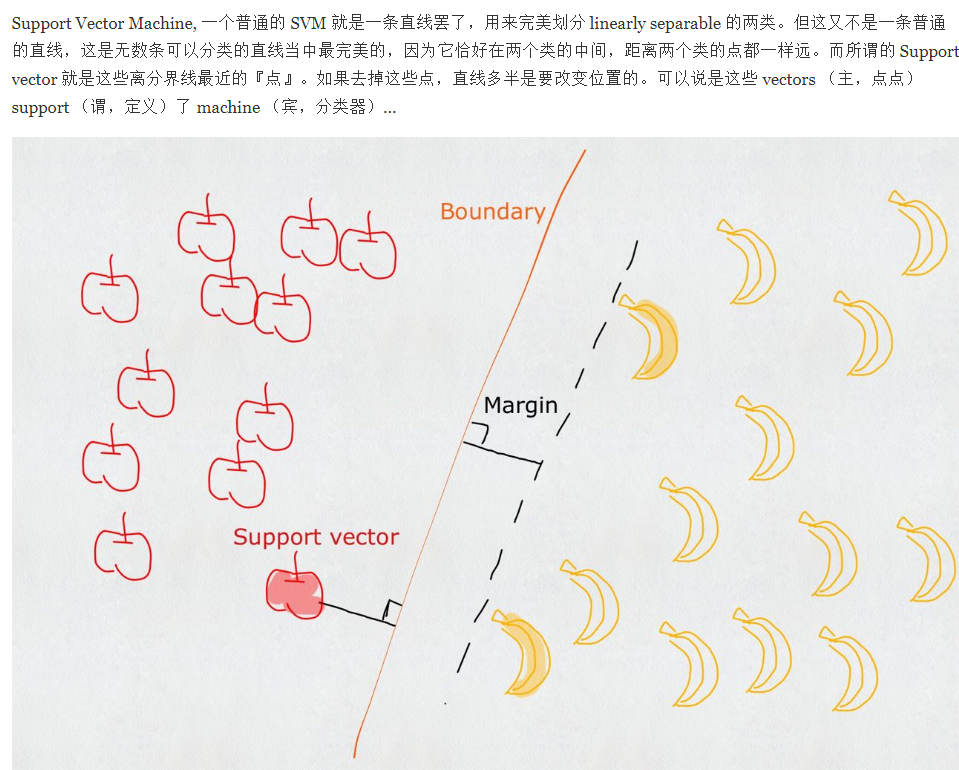 Support Vector Machine, 一个普通的 SVM 就是一条直线罢了，用来完美划分 linearly separable 的两类。但这又不是一条普通
的直线，这是无数条可以分类的直线当中最完美的，因为它恰好在两个类的中间，距离两个类的点都一样远。而所谓的 Support
vector 就是这些离分界线最近的『点』。如果去掉这些点，直线多半是要改变位置的。可以说是这些 vectors （主，点点）
support （谓，定义）了 machine （宾，分类器）...
Boundary
Margin
Support vector